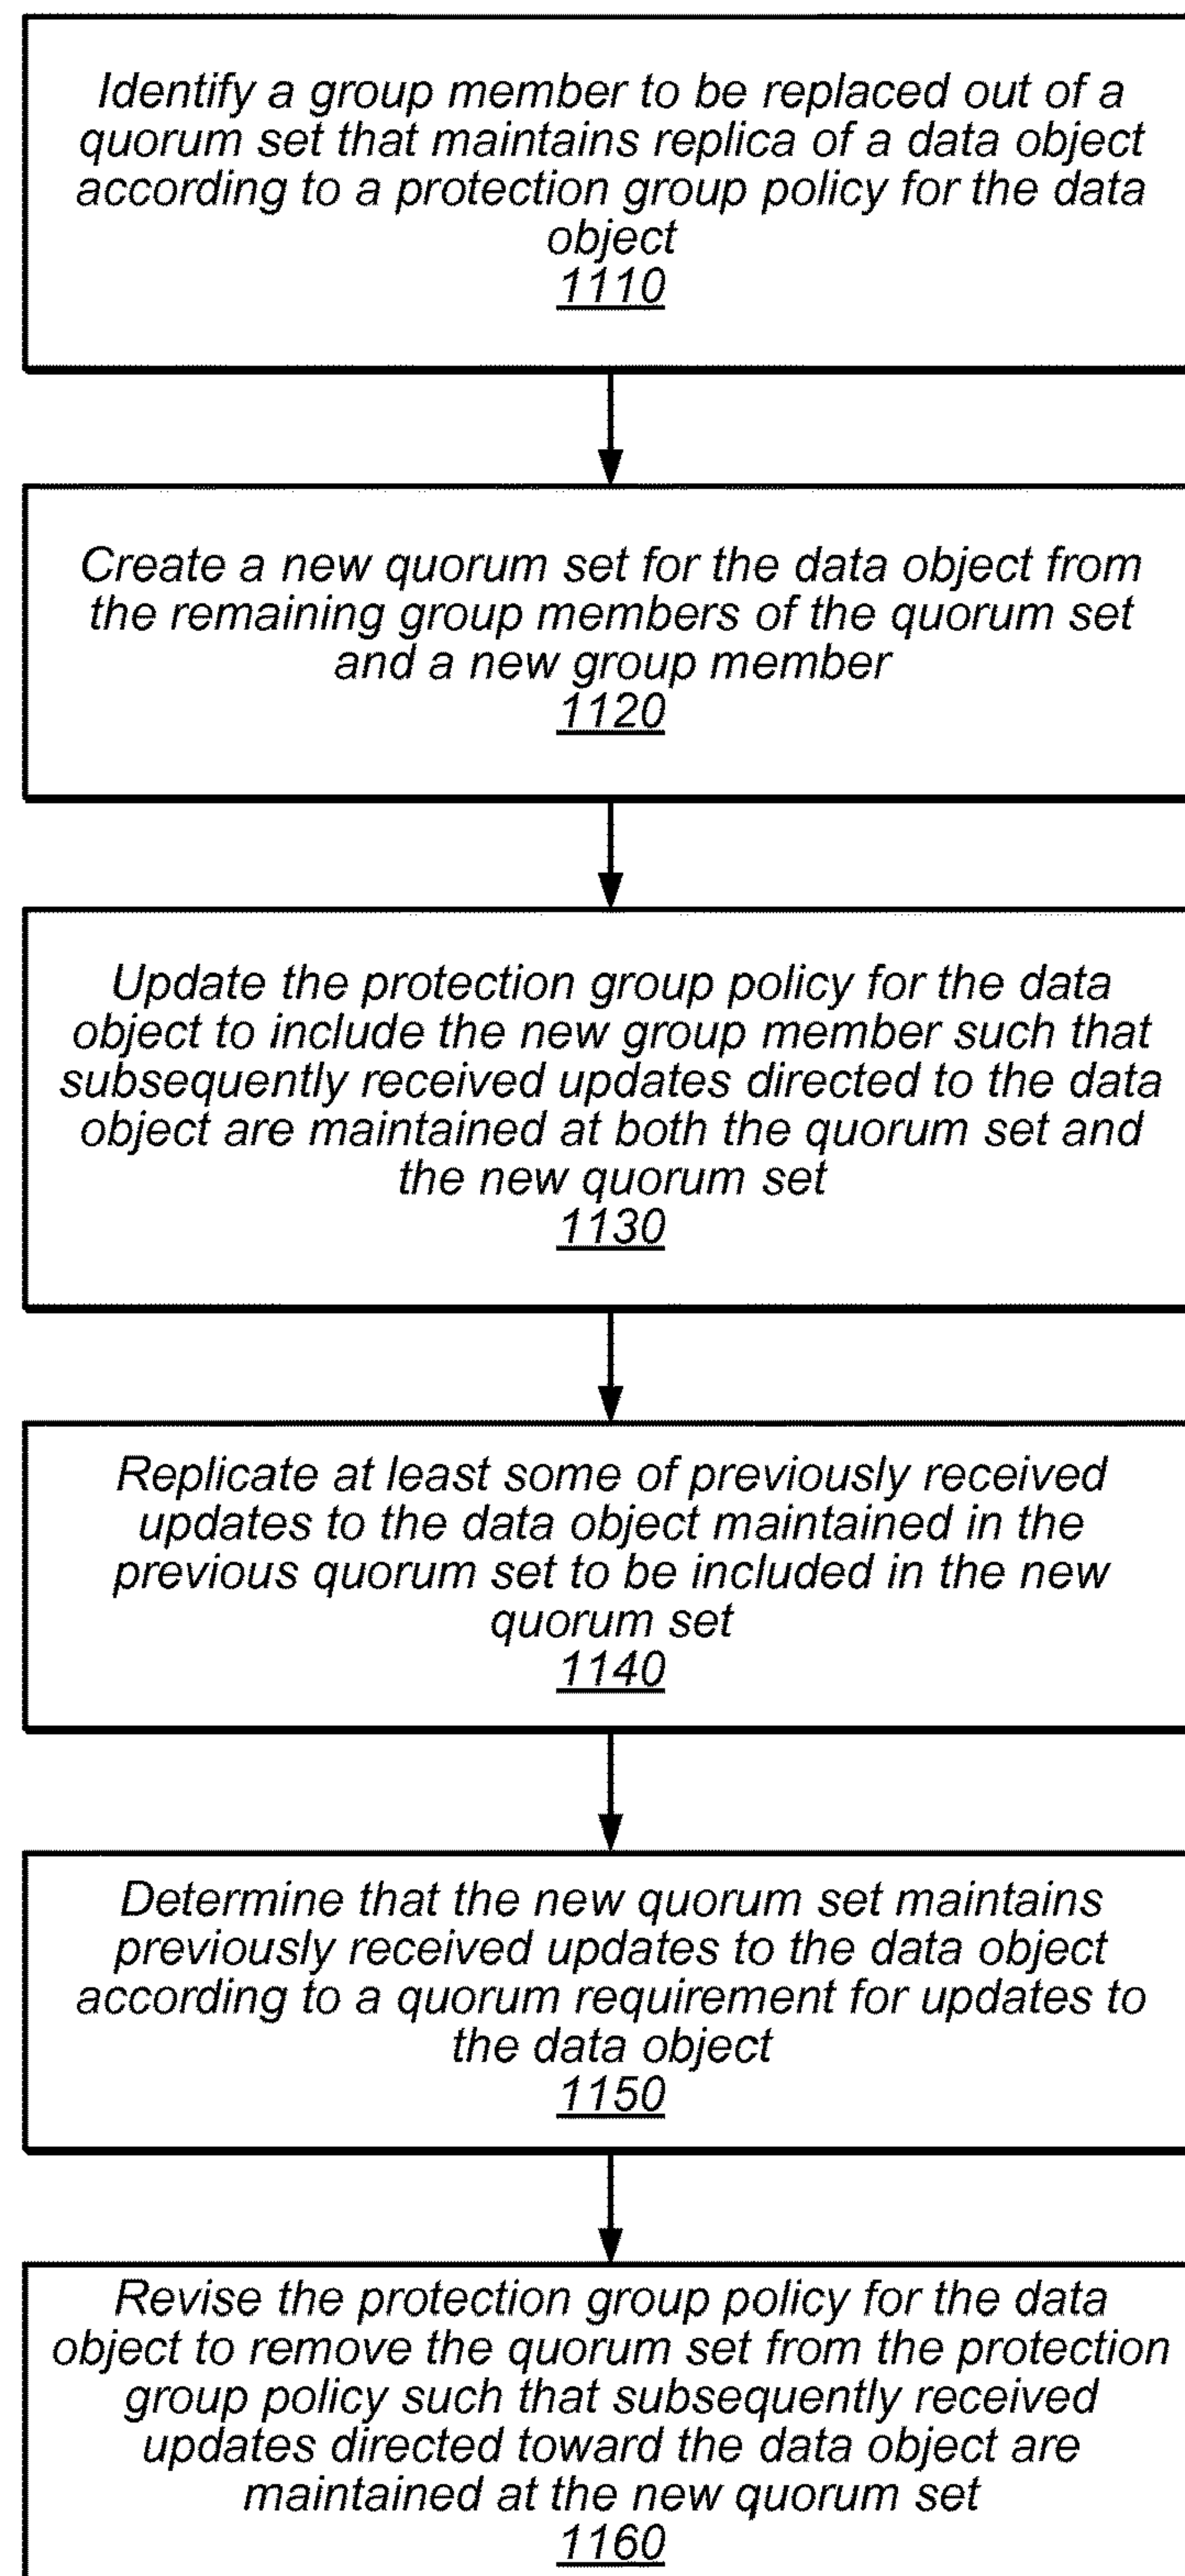 Identify a group member to be replaced out of a
quorum set that maintains replica of a data object
according to a protection group policy for the data
object
1110
Create a new quorum set for the data object from
the remaining group members of the quorum set
and a new group member
1120
Update the protection group policy for the data
object to include the new group member such that
subsequently received updates directed to the data
object are maintained at both the quorum set and
the new quorum set
1130
Replicate at least some of previously received
updates to the data object maintained in the
previous quorum set to be included in the new
quorum set
1140
Determine that the new quorum set maintains
previously received updates to the data object
according to a quorum requirement for updates to
the data object
1150
Revise the protection group policy for the data
object to remove the quorum set from the protection
group policy such that subsequently received
updates directed toward the data object are
maintained at the new quorum set
1160